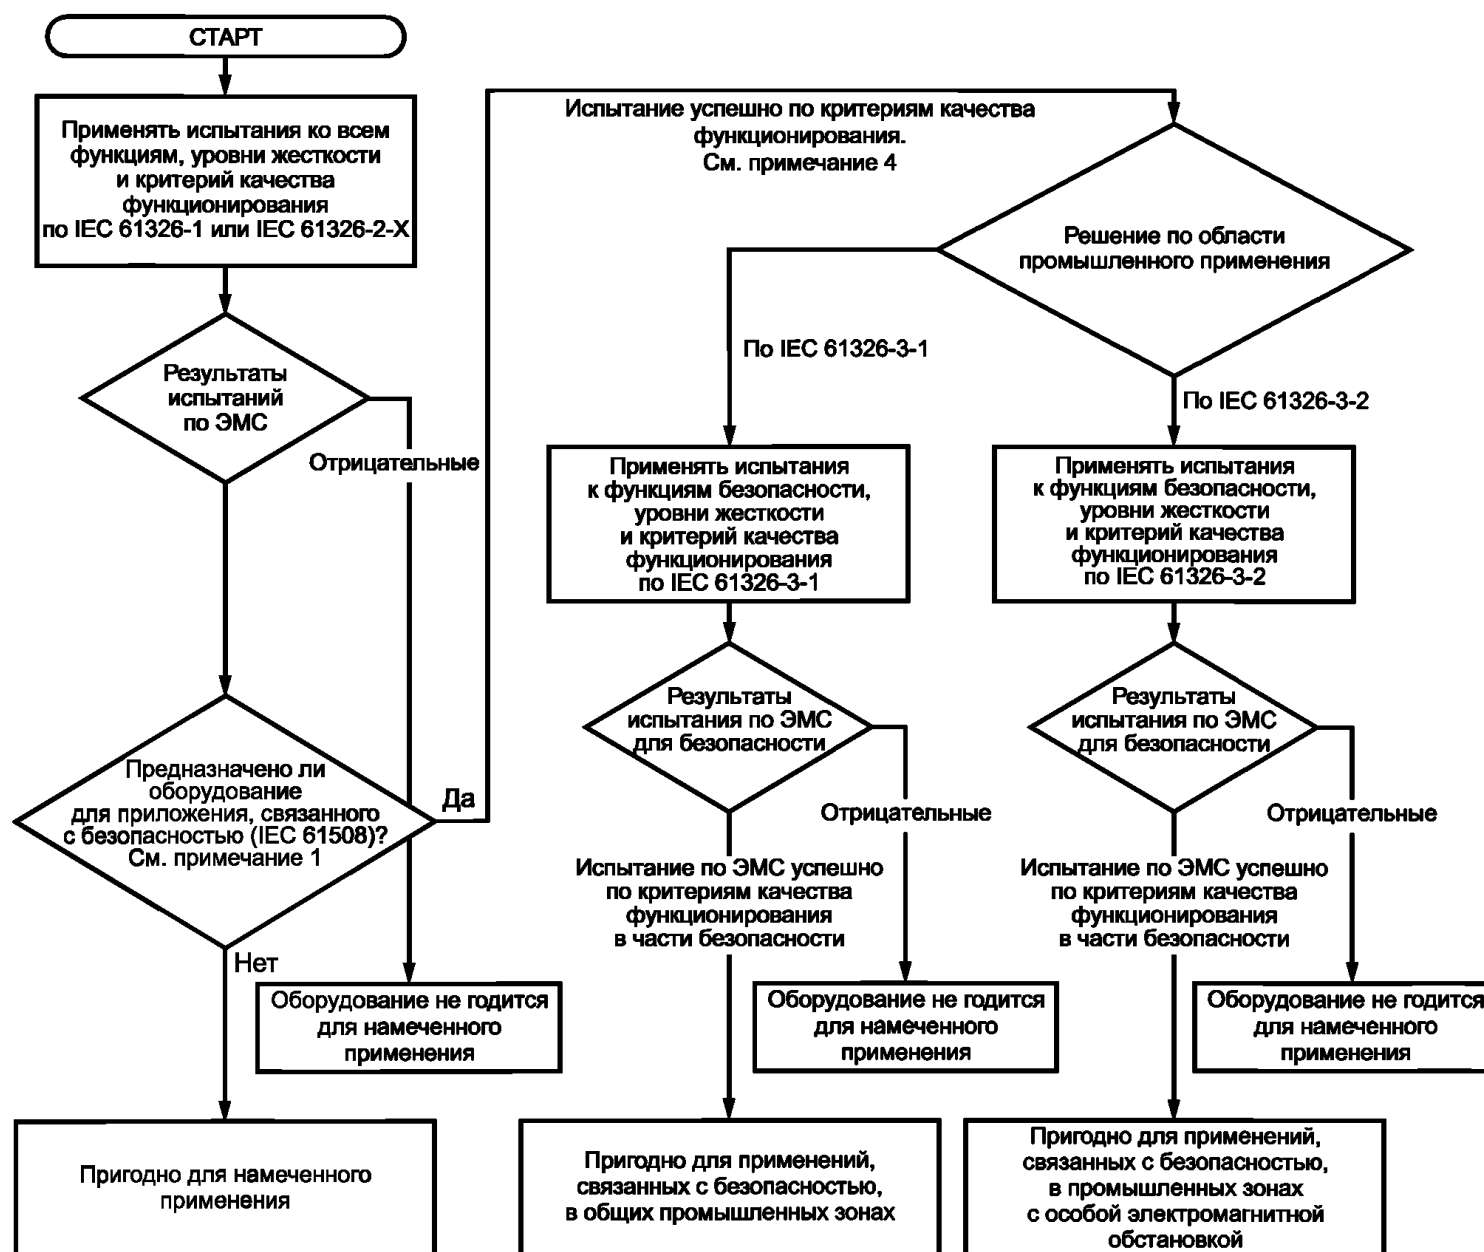 СТАРТ
Применять испытания ко всем
функциям, уровни жесткости
и критерий качества
функционирования
по IEC 61326-1 или IEC 61326-2-X
Результаты
испытаний
по ЭМС
Отрицательные
Предназначено ли
оборудование
для приложения, связанного
с безопасностью (IEC 61508)?
См. примечание 1
Да
Нет
Оборудование не годится
для намеченного
применения
Пригодно для намеченного
применения
Испытание успешно по критериям качества
функционирования.
См. примечание 4
Решение по области
промышленного применения
По IEC 61326-3-1
По IEC 61326-3-2
Применять испытания
к функциям безопасности,
уровни жесткости
и критерий качества
функционирования
по IEC 61326-3-1
Результаты
испытания по ЭМС
для безопасности
Отрицательные
Испытание по ЭМС успешно
по критериям качества
функционирования
в части безопасности
Оборудование не годится
для намеченного
применения
Пригодно для применений,
связанных с безопасностью,
в общих промышленных зонах
Применять испытания
к функциям безопасности,
уровни жесткости
и критерий качества
функционирования
по IEC 61326-3-2
Результаты
испытания по ЭМС
для безопасности
Отрицательные
Испытание по ЭМС успешно
по критериям качества
функционирования
в части безопасности
Оборудование не годится
для намеченного
применения
Пригодно для применений,
связанных с безопасностью,
в промышленных зонах
с особой электромагнитной
обстановкой